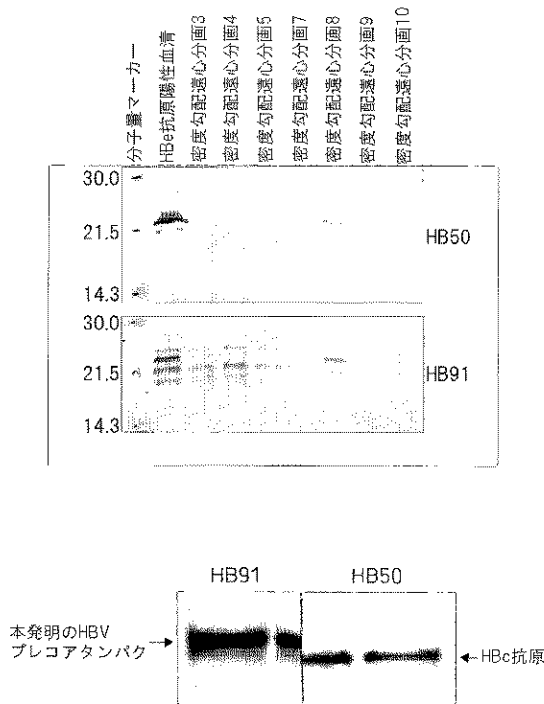 分子量マーカー
HBe抗原陽性血清
密度勾配遠心分画3
密度勾配遠心分画4
密度勾配遠心分画5
密度勾配遠心分画7
密度勾配遠心分画8
密度勾配遠心分画9
密度勾配遠心分画10
30.0
21.5
14.3
HB50
30.0
21.5
14.3
HB91
HB91
HB50
本発明のHBV
プレコアタンパク
HBc抗原